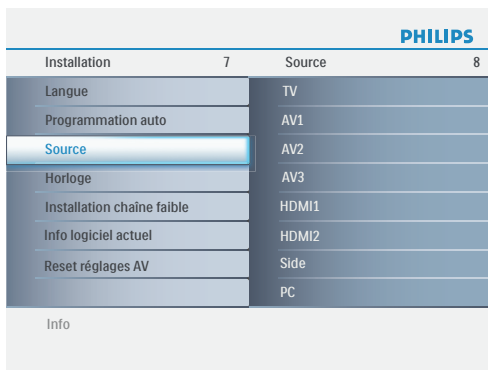 PHILIPS
Installation 7 Source 8
Langue TV
Programmation auto AV1
Source AV2
Horloge AV3
Installation chaîne faible HDMI1
Info logiciel actuel HDMI2
Reset réglages AV Side
PC
Info